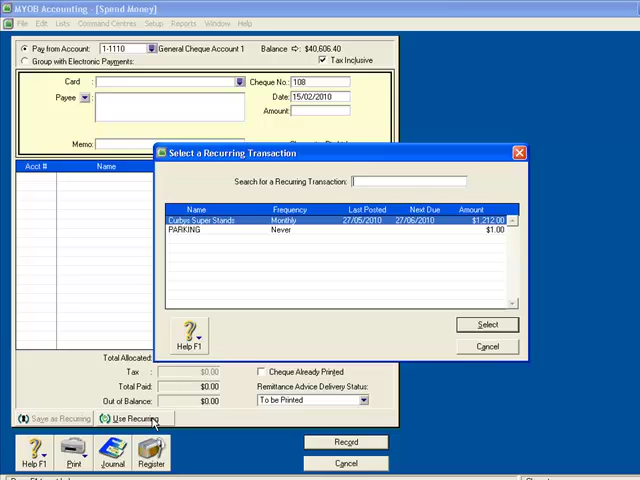 MYOB Accounting - [Spend Money]
File Edit Lists Command Centres Setup Reports Window Help
Pay from Account: 1-1110 General Cheque Account 1 Balance $40,606.40
Group with Electronic Payments: Tax Inclusive
Card : Cheque No.: 108
Payee : Date: 15/02/2010
Amount:
Memo:
Acct # Name
Select a Recurring Transaction
Search for a Recurring Transaction:
Name Frequency Last Posted Next Due Amount
Curbys Super Stands Monthly 27/05/2010 27/06/2010 $1,212.00
PARKING Never $1.00
Help F1 Select
Cancel
Total Allocated:
Tax : $0.00 Cheque Already Printed
Total Paid: $0.00 Remittance Advice Delivery Status:
Out of Balance: $0.00 To be Printed
Save as Recurring Use Recurring
Help F1 Print Journal Register Record
Cancel